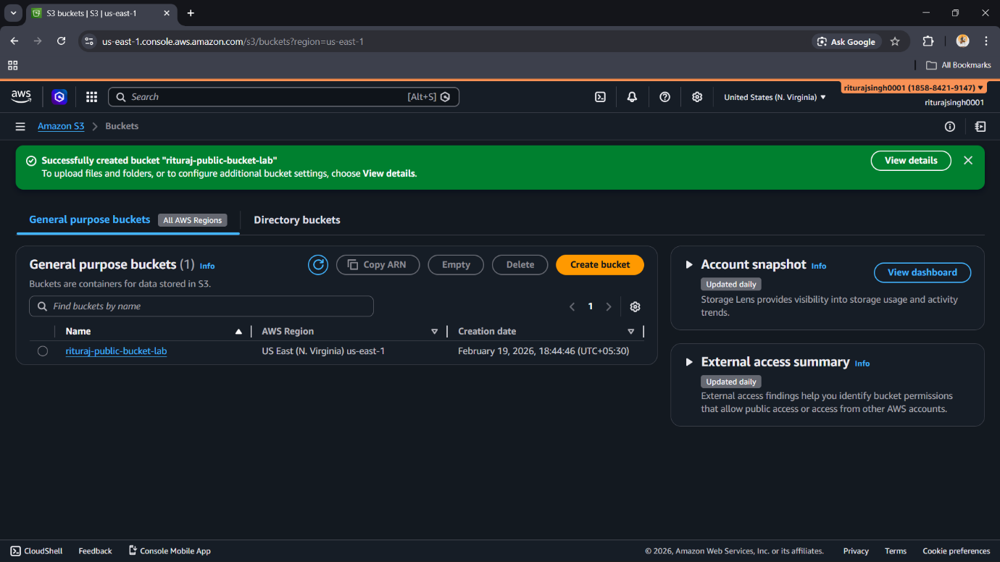 S3 buckets | S3 | us-east-1
us-east-1.console.aws.amazon.com/s3/buckets?region=us-east-1
Ask Google
All Bookmarks
aws
Search [Alt+S]
United States (N. Virginia) ▼
riturajsingh0001 (1858-8421-9147) ▼
riturajsingh0001
Amazon S3 > Buckets
Successfully created bucket "rituraj-public-bucket-lab"
To upload files and folders, or to configure additional bucket settings, choose View details.
View details
General purpose buckets All AWS Regions
Directory buckets
General purpose buckets (1) Info
Copy ARN
Empty
Delete
Create bucket
Buckets are containers for data stored in S3.
Find buckets by name
1
Name AWS Region Creation date
rituraj-public-bucket-lab US East (N. Virginia) us-east-1 February 19, 2026, 18:44:46 (UTC+05:30)
Account snapshot Info
View dashboard
Updated daily
Storage Lens provides visibility into storage usage and activity
trends.
External access summary Info
Updated daily
External access findings help you identify bucket permissions
that allow public access or access from other AWS accounts.
CloudShell Feedback Console Mobile App
© 2026, Amazon Web Services, Inc. or its affiliates. Privacy Terms Cookie preferences